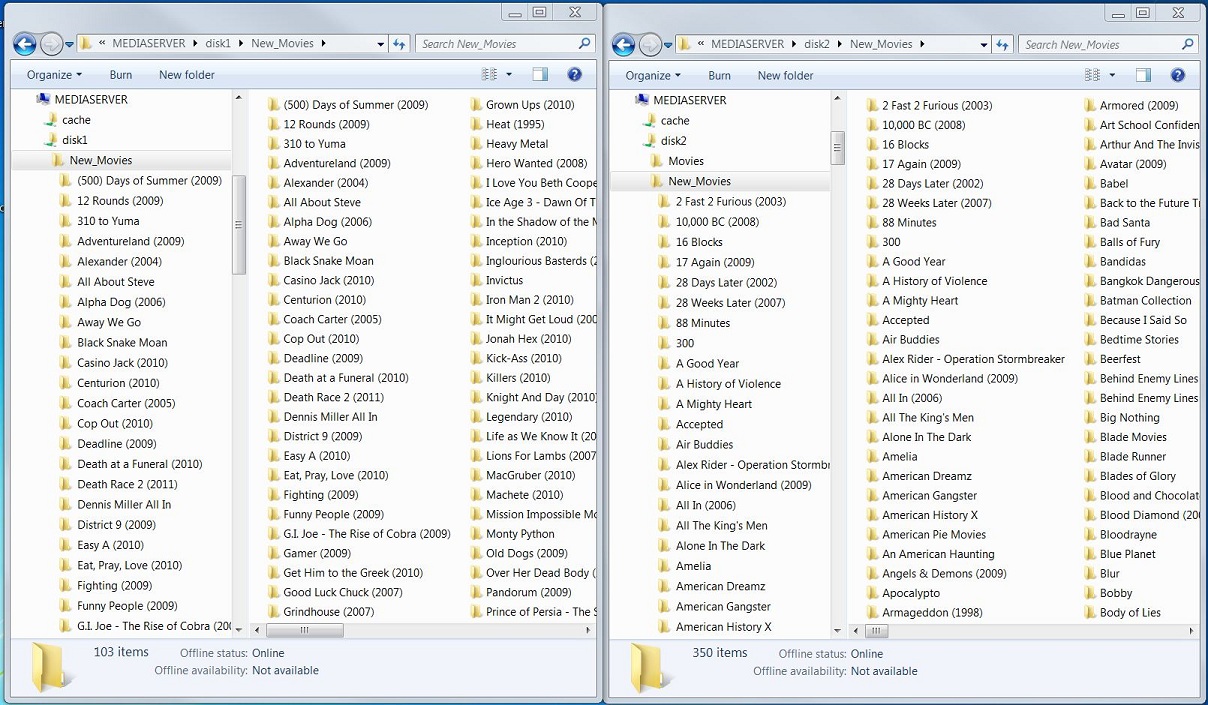 « MEDIASERVER disk1 New_Movies
Search New_Movies
Organize Burn New folder
MEDIASERVER
cache
disk1
New_Movies
(500) Days of Summer (2009)
12 Rounds (2009)
310 to Yuma
Adventureland (2009)
Alexander (2004)
All About Steve
Alpha Dog (2006)
Away We Go
Black Snake Moan
Casino Jack (2010)
Centurion (2010)
Coach Carter (2005)
Cop Out (2010)
Deadline (2009)
Death at a Funeral (2010)
Death Race 2 (2011)
Dennis Miller All In
District 9 (2009)
Easy A (2010)
Eat, Pray, Love (2010)
Fighting (2009)
Funny People (2009)
G.I. Joe - The Rise of Cobra (200
(500) Days of Summer (2009)
12 Rounds (2009)
310 to Yuma
Adventureland (2009)
Alexander (2004)
All About Steve
Alpha Dog (2006)
Away We Go
Black Snake Moan
Casino Jack (2010)
Centurion (2010)
Coach Carter (2005)
Cop Out (2010)
Deadline (2009)
Death at a Funeral (2010)
Death Race 2 (2011)
Dennis Miller All In
District 9 (2009)
Easy A (2010)
Eat, Pray, Love (2010)
Fighting (2009)
Funny People (2009)
G.I. Joe - The Rise of Cobra (2009)
Gamer (2009)
Get Him to the Greek (2010)
Good Luck Chuck (2007)
Grindhouse (2007)
Grown Ups (2010)
Heat (1995)
Heavy Metal
Hero Wanted (2008)
I Love You Beth Coope
Ice Age 3 - Dawn Of T
In the Shadow of the M
Inception (2010)
Inglourious Basterds (2
Invictus
Iron Man 2 (2010)
It Might Get Loud (200
Jonah Hex (2010)
Kick-Ass (2010)
Killers (2010)
Knight And Day (2010)
Legendary (2010)
Life as We Know It (20
Lions For Lambs (2007
MacGruber (2010)
Machete (2010)
Mission Impossible Mo
Monty Python
Old Dogs (2009)
Over Her Dead Body (
Pandorum (2009)
Prince of Persia - The S
103 items
Offline status: Online
Offline availability: Not available
« MEDIASERVER disk2 New_Movies
Search New_Movies
Organize Burn New folder
MEDIASERVER
cache
disk2
Movies
New_Movies
2 Fast 2 Furious (2003)
10,000 BC (2008)
16 Blocks
17 Again (2009)
28 Days Later (2002)
28 Weeks Later (2007)
88 Minutes
300
A Good Year
A History of Violence
A Mighty Heart
Accepted
Air Buddies
Alex Rider - Operation Stormbr
Alice in Wonderland (2009)
All In (2006)
All The King's Men
Alone In The Dark
Amelia
American Dreamz
American Gangster
American History X
2 Fast 2 Furious (2003)
10,000 BC (2008)
16 Blocks
17 Again (2009)
28 Days Later (2002)
28 Weeks Later (2007)
88 Minutes
300
A Good Year
A History of Violence
A Mighty Heart
Accepted
Air Buddies
Alex Rider - Operation Stormbreaker
Alice in Wonderland (2009)
All In (2006)
All The King's Men
Alone In The Dark
Amelia
American Dreamz
American Gangster
American History X
American Pie Movies
An American Haunting
Angels & Demons (2009)
Apocalypto
Armageddon (1998)
Armored (2009)
Art School Confiden
Arthur And The Invis
Avatar (2009)
Babel
Back to the Future T
Bad Santa
Balls of Fury
Bandidas
Bangkok Dangerous
Batman Collection
Because I Said So
Bedtime Stories
Beerfest
Behind Enemy Lines
Behind Enemy Lines
Big Nothing
Blade Movies
Blade Runner
Blades of Glory
Blood and Chocolat
Blood Diamond (200
Bloodrayne
Blue Planet
Blur
Bobby
Body of Lies
350 items
Offline status: Online
Offline availability: Not available